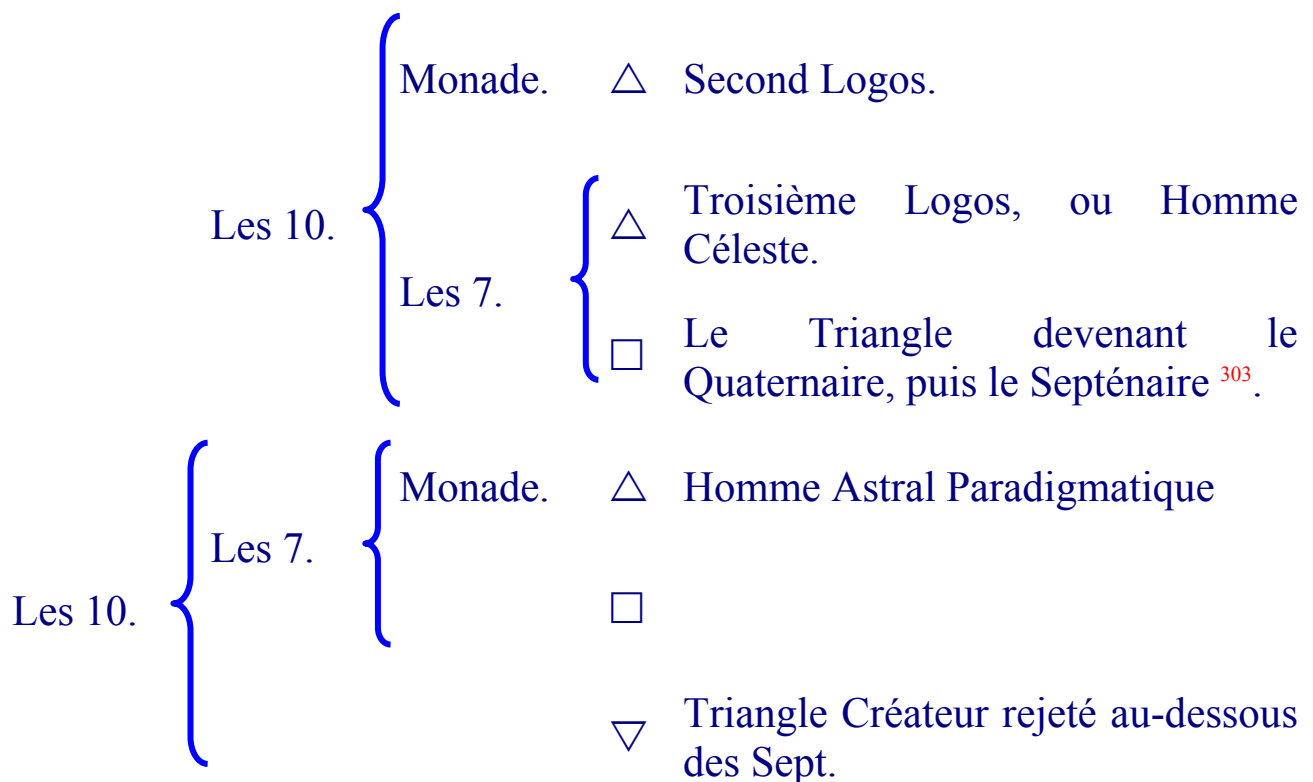 Monade. △ Second Logos.
△ Troisième Logos, ou Homme
Les 10.
Céleste.
Les 7.
□ Le Triangle devenant le
Quaternaire, puis le Septénaire 303.
Monade. △ Homme Astral Paradigmatique
Les 7.
Les 10. □
▽ Triangle Créateur rejeté au-dessous
des Sept.